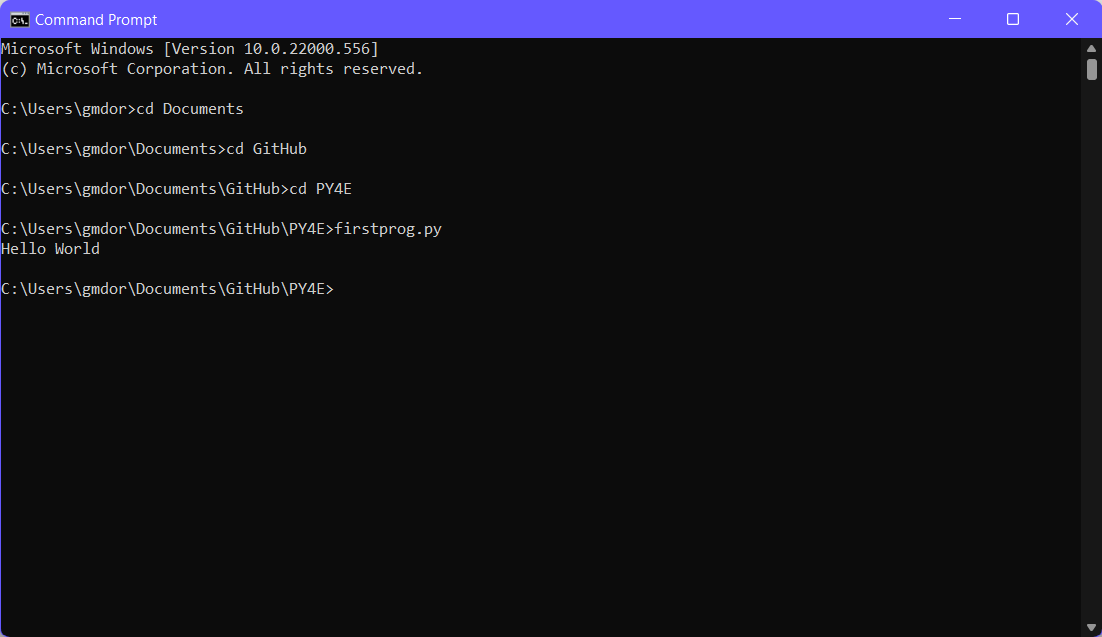 Command Prompt
Microsoft Windows [Version 10.0.22000.556]
(c) Microsoft Corporation. All rights reserved.
C:\Users\gmdor>cd Documents
C:\Users\gmdor\Documents>cd GitHub
C:\Users\gmdor\Documents\GitHub>cd PY4E
C:\Users\gmdor\Documents\GitHub\PY4E>firstprog.py
Hello World
C:\Users\gmdor\Documents\GitHub\PY4E>